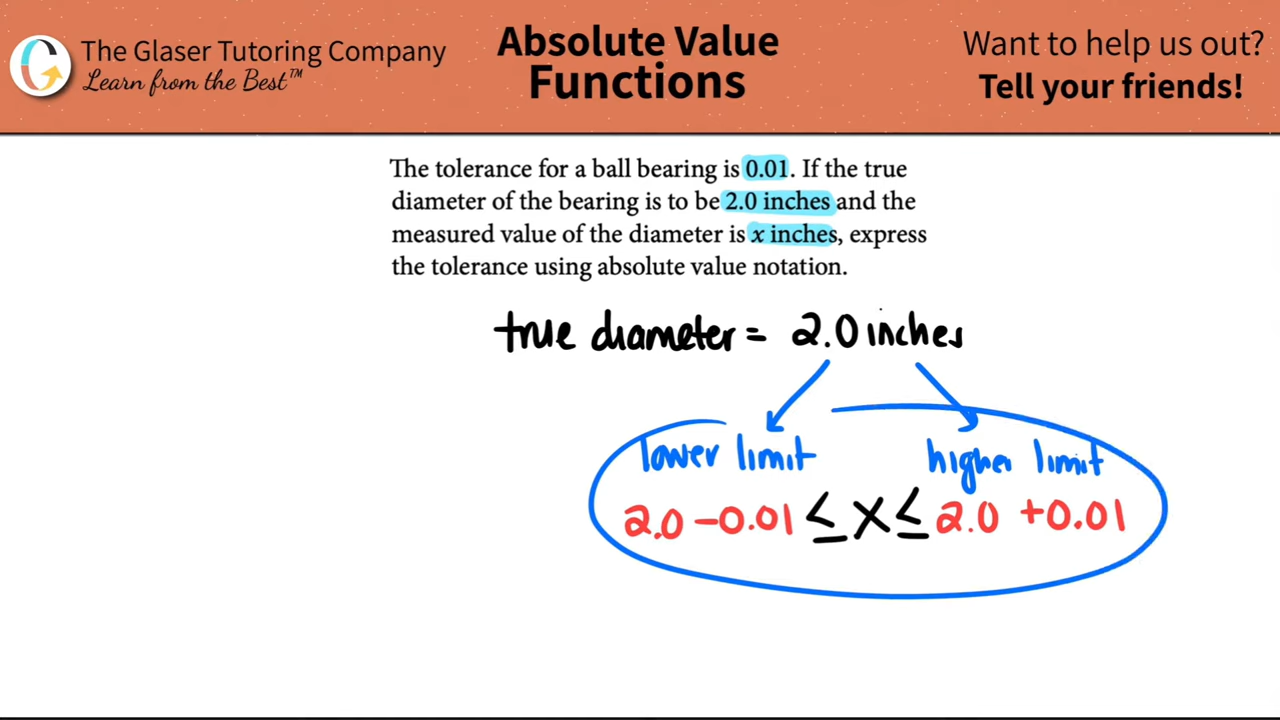 The Glaser Tutoring Company
Learn from the Best™
Absolute Value
Functions
Want to help us out?
Tell your friends!
The tolerance for a ball bearing is 0.01. If the true
diameter of the bearing is to be 2.0 inches and the
measured value of the diameter is x inches, express
the tolerance using absolute value notation.
true diameter = 2.0 inches
lower limit higher limit
2.0 - 0.01 ≤ x ≤ 2.0 + 0.01